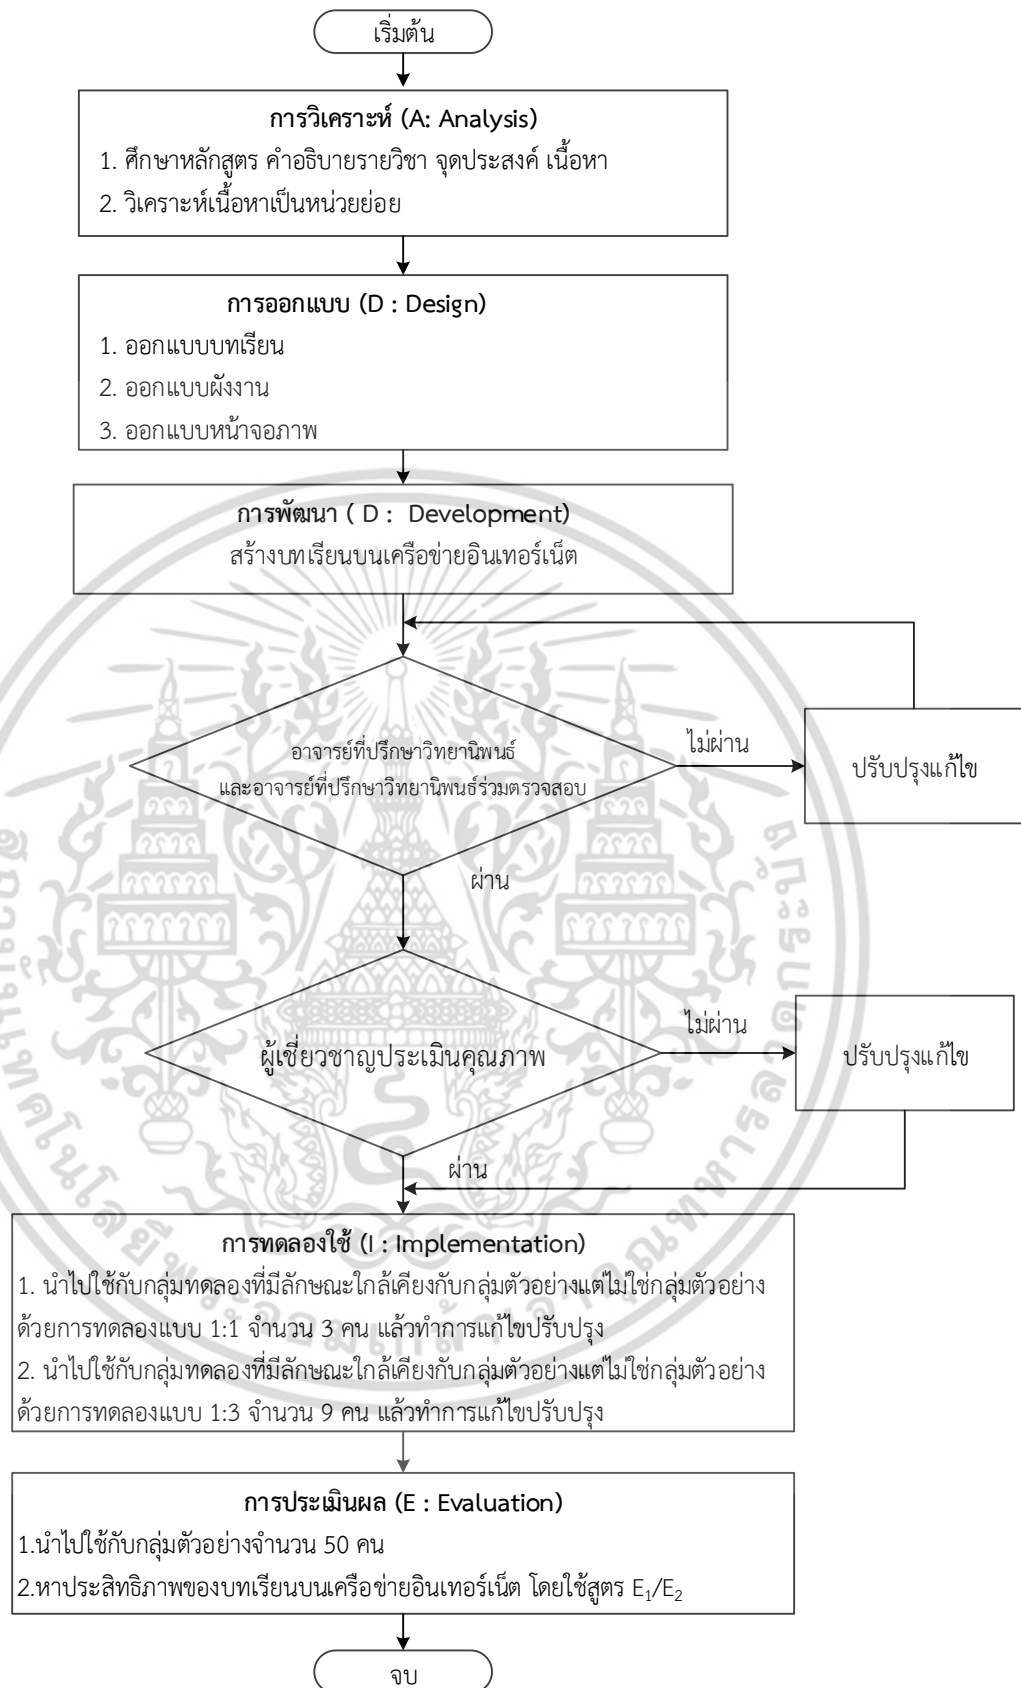 เริ่มต้น
การวิเคราะห์ (A: Analysis)
1. ศึกษาหลักสูตร คำอธิบายรายวิชา จุดประสงค์ เนื้อหา
2. วิเคราะห์เนื้อหาเป็นหน่วยย่อย
การออกแบบ (D : Design)
1. ออกแบบบทเรียน
2. ออกแบบผังงาน
3. ออกแบบหน้าจอภาพ
การพัฒนา ( D : Development)
สร้างบทเรียนบนเครือข่ายอินเทอร์เน็ต
อาจารย์ที่ปรึกษาวิทยานิพนธ์
และอาจารย์ที่ปรึกษาวิทยานิพนธ์ร่วมตรวจสอบ
ไม่ผ่าน
ปรับปรุงแก้ไข
ผ่าน
ผู้เชี่ยวชาญประเมินคุณภาพ
ไม่ผ่าน
ปรับปรุงแก้ไข
ผ่าน
การทดลองใช้ (I : Implementation)
1. นำไปใช้กับกลุ่มทดลองที่มีลักษณะใกล้เคียงกับกลุ่มตัวอย่างแต่ไม่ใช่กลุ่มตัวอย่าง
ด้วยการทดลองแบบ 1:1 จำนวน 3 คน แล้วทำการแก้ไขปรับปรุง
2. นำไปใช้กับกลุ่มทดลองที่มีลักษณะใกล้เคียงกับกลุ่มตัวอย่างแต่ไม่ใช่กลุ่มตัวอย่าง
ด้วยการทดลองแบบ 1:3 จำนวน 9 คน แล้วทำการแก้ไขปรับปรุง
การประเมินผล (E : Evaluation)
1.นำไปใช้กับกลุ่มตัวอย่างจำนวน 50 คน
2.หาประสิทธิภาพของบทเรียนบนเครือข่ายอินเทอร์เน็ต โดยใช้สูตร E₁/E₂
จบ